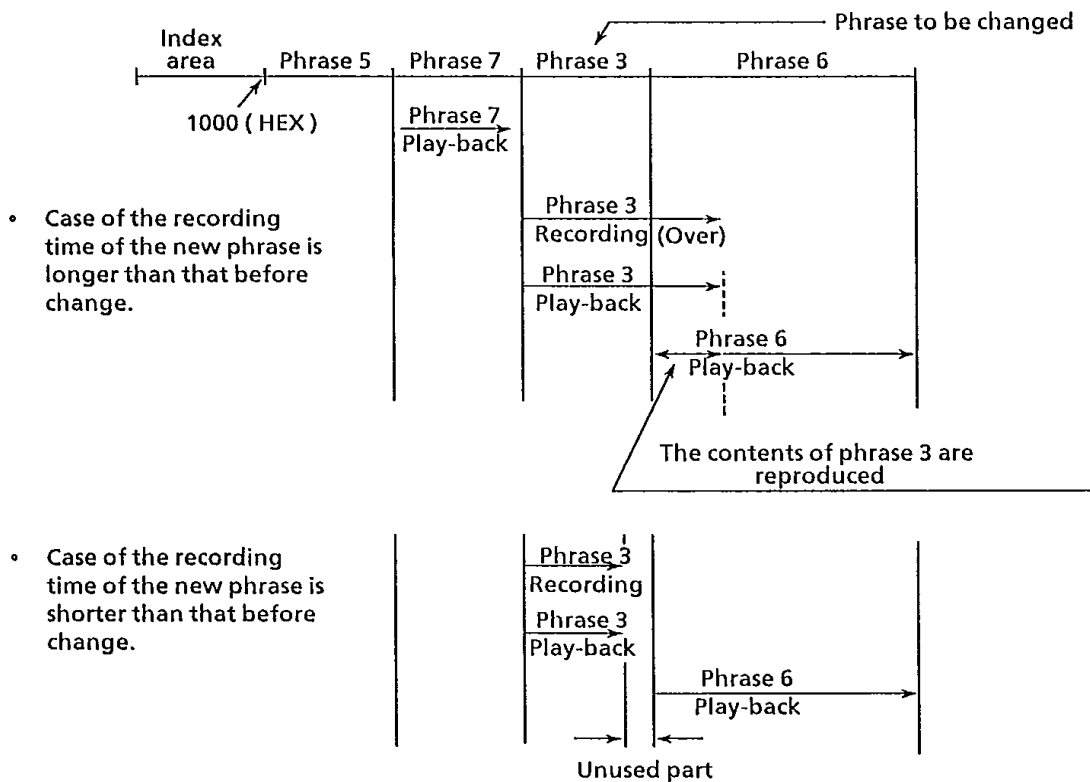 Phrase to be changed
Index
area
Phrase 5
Phrase 7
Phrase 3
Phrase 6
1000 ( HEX )
Phrase 7
Play-back
• Case of the recording
time of the new phrase is
longer than that before
change.
Phrase 3
Recording (Over)
Phrase 3
Play-back
Phrase 6
Play-back
The contents of phrase 3 are
reproduced
• Case of the recording
time of the new phrase is
shorter than that before
change.
Phrase 3
Recording
Phrase 3
Play-back
Phrase 6
Play-back
Unused part